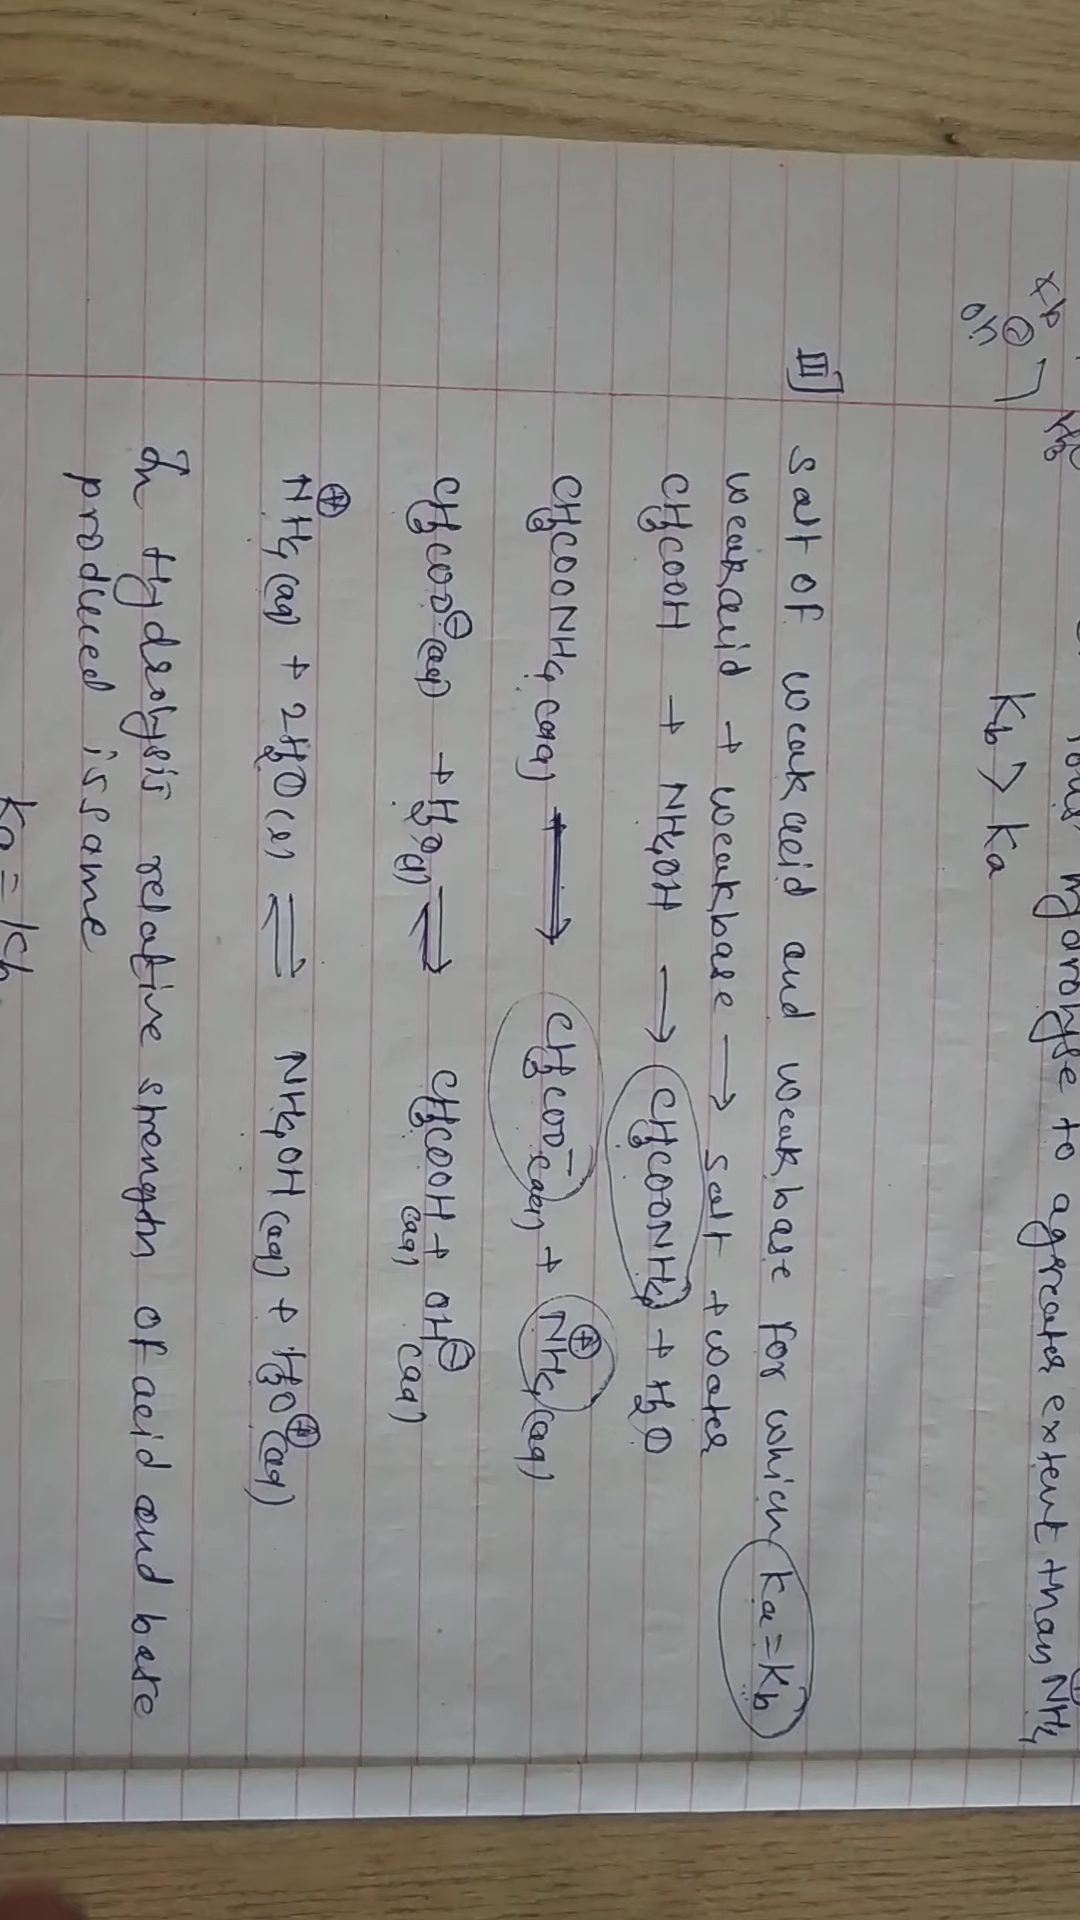 hydrolyse to a greater extent than NH₄⊕
OH⊖
Kb > Ka
III] salt of weak acid and weak base for which Ka = Kb
weak acid + weak base → salt + water
CH₃COOH + NH₄OH → CH₃COONH₄ + H₂O
CH₃COONH₄(aq) → CH₃COO⁻(aq) + NH₄⊕(aq)
CH₃COO⊖(aq) + H₂O(l) ⇌ CH₃COOH(aq) + OH⊖(aq)
NH₄⊕(aq) + 2H₂O(l) ⇌ NH₄OH(aq) + H₃O⊕(aq)
In Hydrolysis relative strength of acid and base
produced is same
Ka = Kb